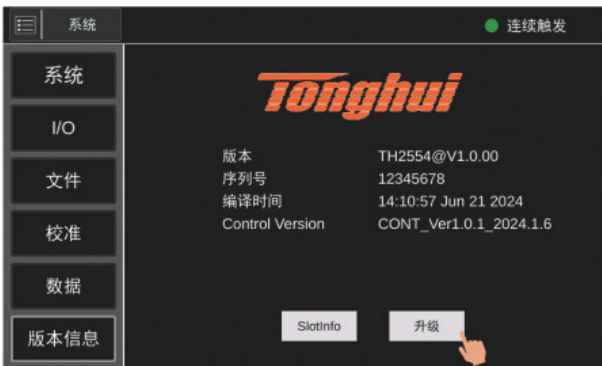 系统
连续触发
系统
I/O
文件
校准
数据
版本信息
Tonghui
版本 TH2554@V1.0.00
序列号 12345678
编译时间 14:10:57 Jun 21 2024
Control Version CONT_Ver1.0.1_2024.1.6
SlotInfo
升级